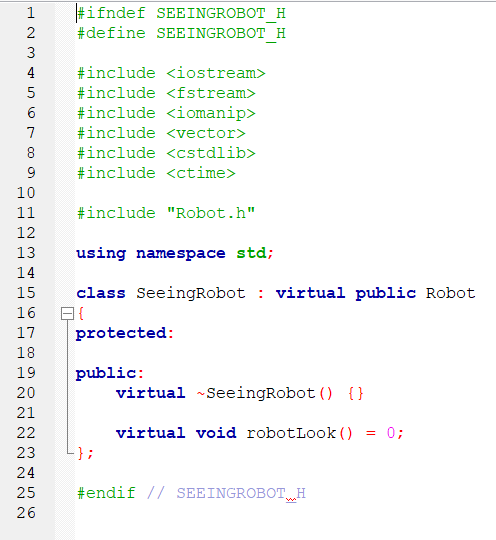 1 #ifndef SEEINGROBOT_H
2 #define SEEINGROBOT_H
3
4 #include <iostream>
5 #include <fstream>
6 #include <iomanip>
7 #include <vector>
8 #include <cstdlib>
9 #include <ctime>
10
11 #include "Robot.h"
12
13 using namespace std;
14
15 class SeeingRobot : virtual public Robot
16 {
17 protected:
18
19 public:
20     virtual ~SeeingRobot() {}
21
22     virtual void robotLook() = 0;
23 };
24
25 #endif // SEEINGROBOT_H
26